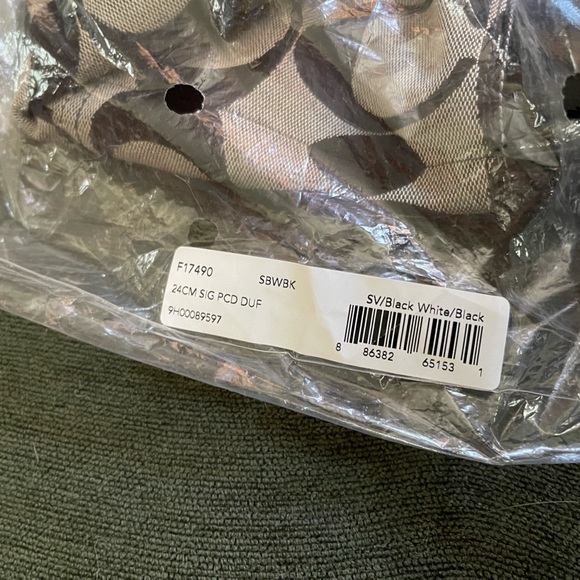 F17490 SBWBK
24CM SIG PCD DUF
9H00089597
SV/Black White/Black
8 86382 65153 1